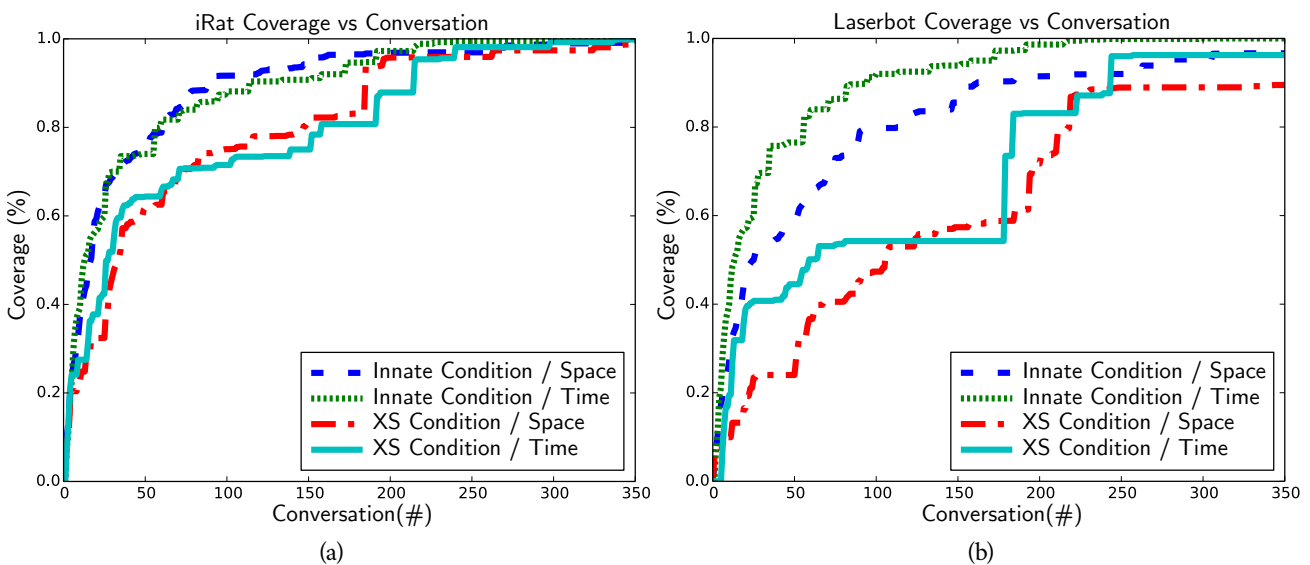 iRat Coverage vs Conversation
1.0
0.8
0.6
0.4
0.2
0.0
Coverage (%)
Innate Condition / Space
Innate Condition / Time
XS Condition / Space
XS Condition / Time
0 50 100 150 200 250 300 350
Conversation(#)
(a)
Laserbot Coverage vs Conversation
1.0
0.8
0.6
0.4
0.2
0.0
Coverage (%)
Innate Condition / Space
Innate Condition / Time
XS Condition / Space
XS Condition / Time
0 50 100 150 200 250 300 350
Conversation(#)
(b)